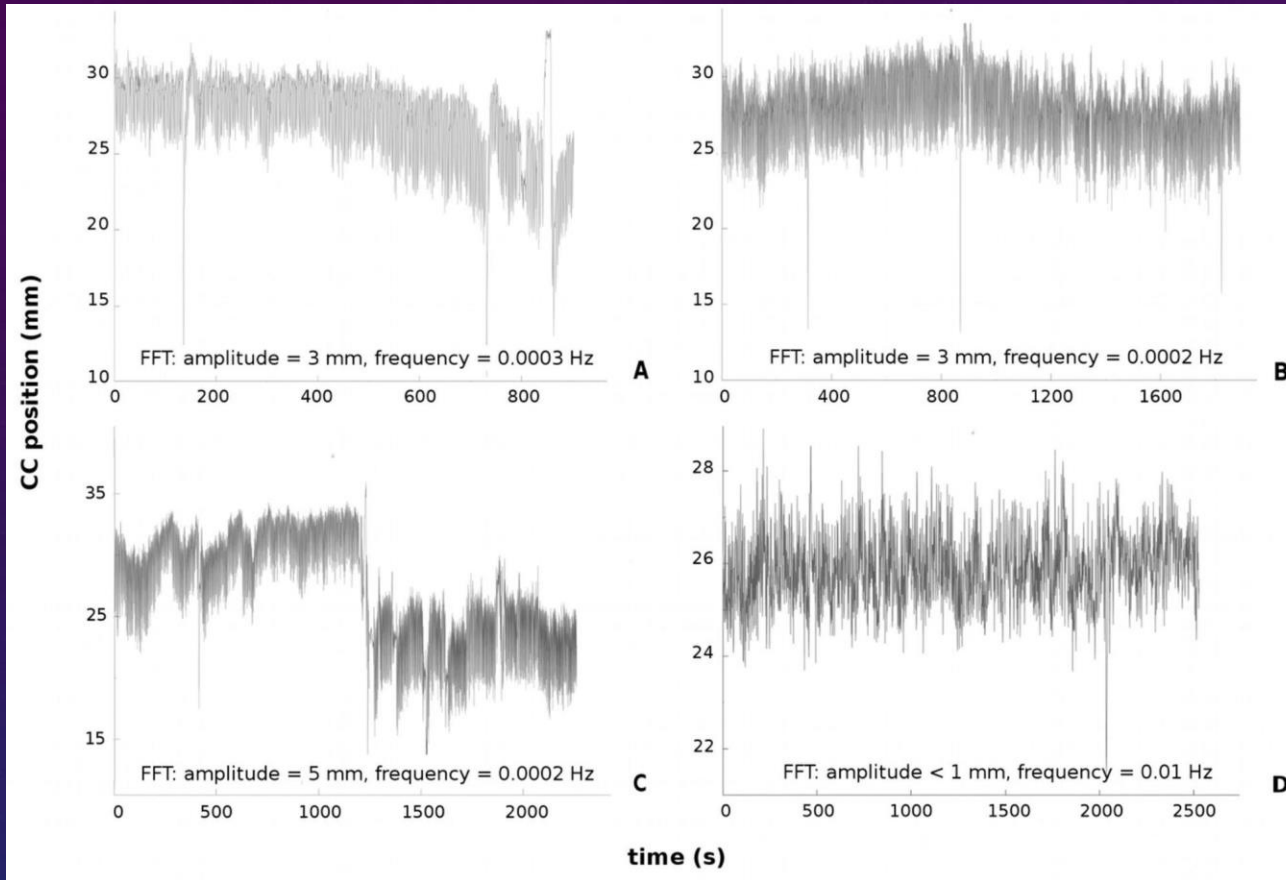 CC position (mm)
30
25
20
15
10
FFT: amplitude = 3 mm, frequency = 0.0003 Hz
A
0 200 400 600 800
30
25
20
15
10
FFT: amplitude = 3 mm, frequency = 0.0002 Hz
B
0 400 800 1200 1600
35
25
15
FFT: amplitude = 5 mm, frequency = 0.0002 Hz
C
0 500 1000 1500 2000
28
26
24
22
FFT: amplitude < 1 mm, frequency = 0.01 Hz
D
0 500 1000 1500 2000 2500
time (s)